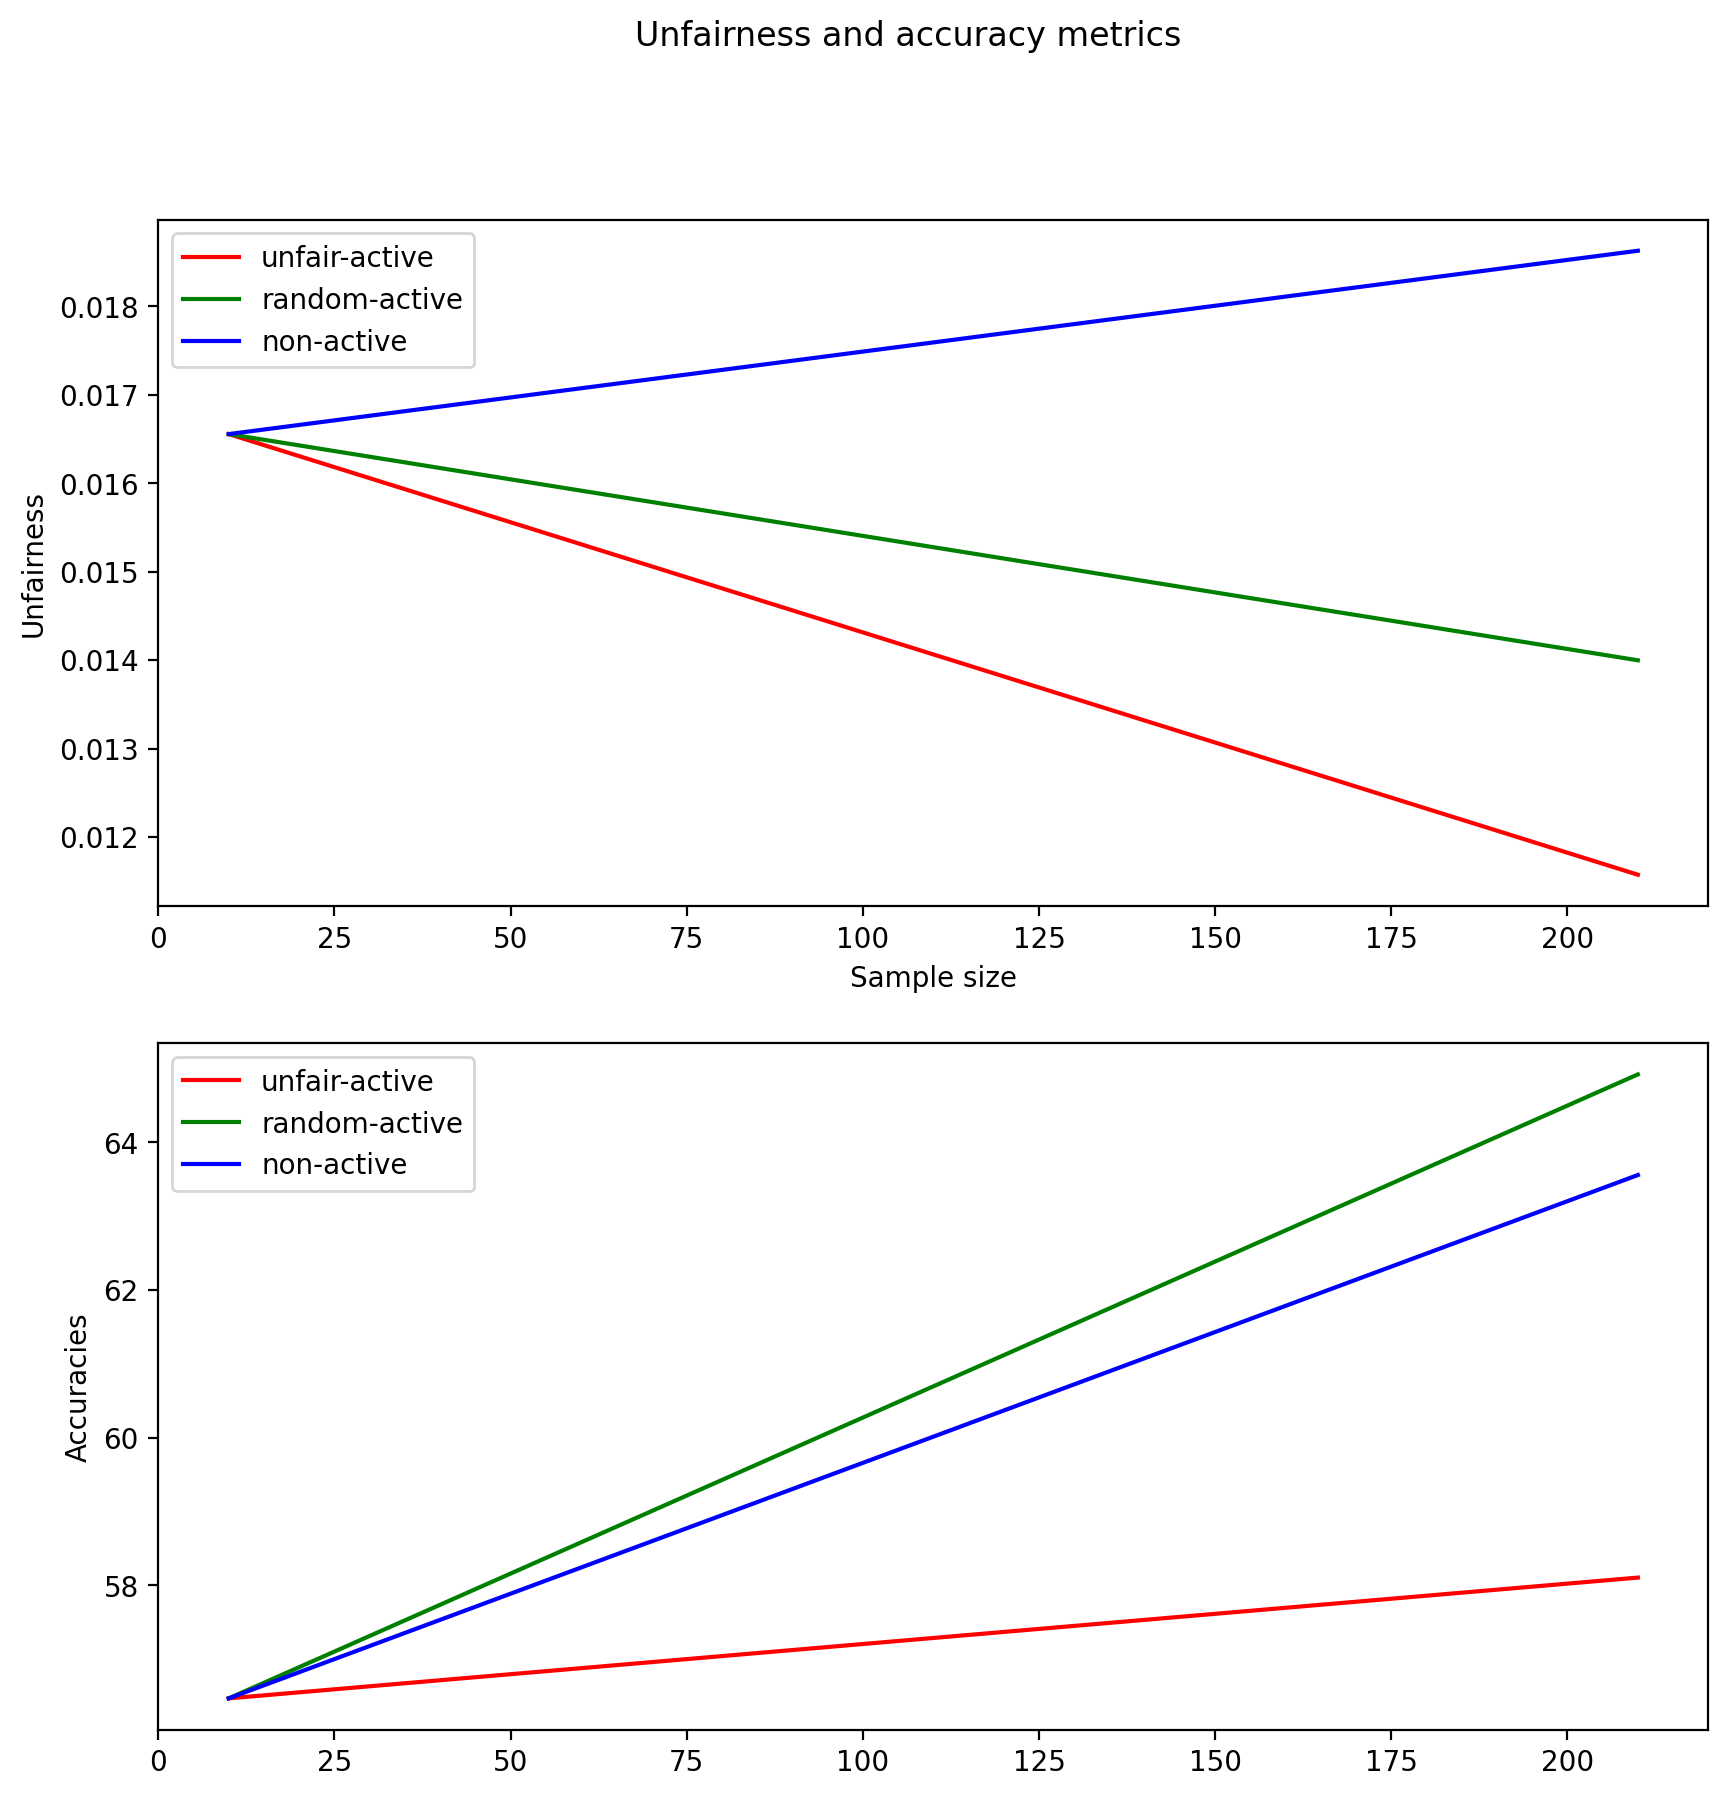 Unfairness and accuracy metrics
unfair-active
random-active
non-active
0.018
0.017
0.016
0.015
0.014
0.013
0.012
Unfairness
0 25 50 75 100 125 150 175 200
Sample size
unfair-active
random-active
non-active
64
62
60
58
Accuracies
0 25 50 75 100 125 150 175 200